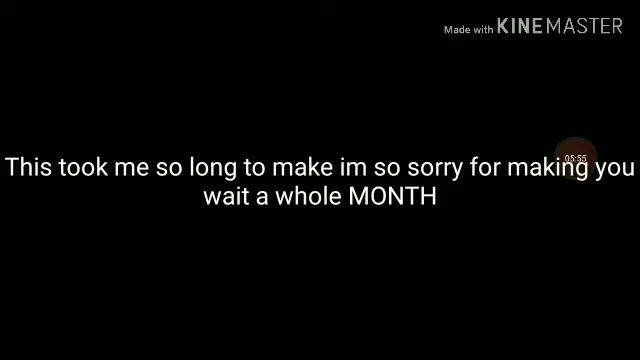 Made with KINEMASTER
05:55
This took me so long to make im so sorry for making you
wait a whole MONTH